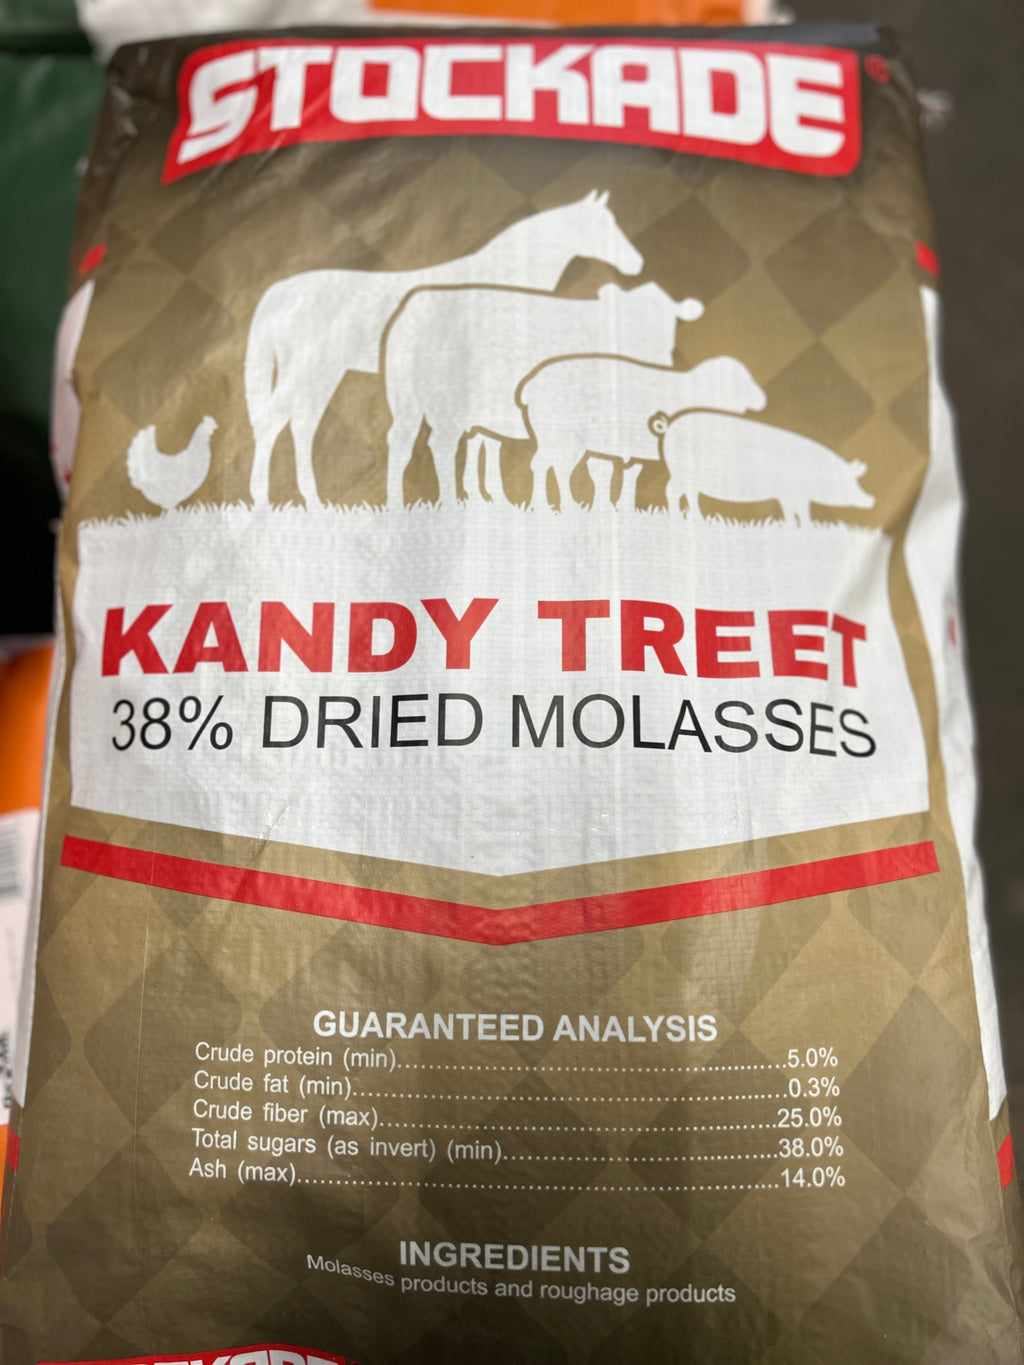 STOCKADE®
KANDY TREET
38% DRIED MOLASSES
GUARANTEED ANALYSIS
Crude protein (min)....................5.0%
Crude fat (min)....................0.3%
Crude fiber (max)....................25.0%
Total sugars (as invert) (min)....................38.0%
Ash (max)....................14.0%
INGREDIENTS
Molasses products and roughage products
STOCKADE